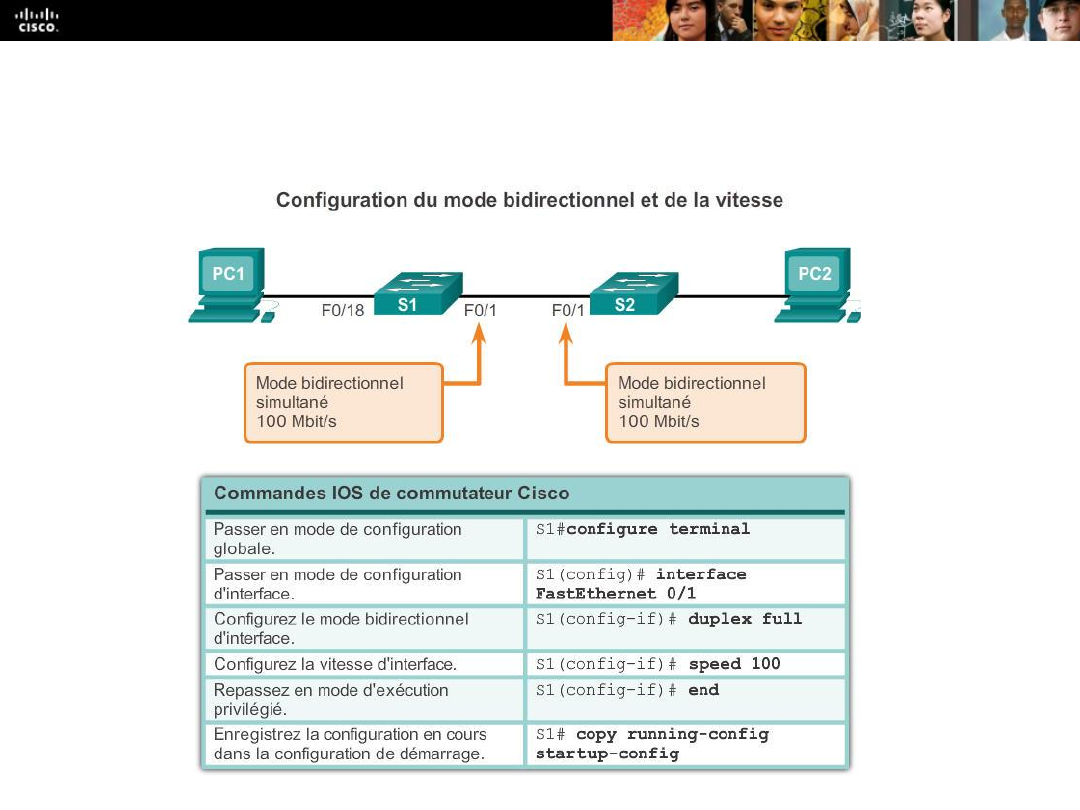 CISCO.
Configuration du mode bidirectionnel et de la vitesse
PC1
PC2
S1
S2
F0/18
F0/1
F0/1
Mode bidirectionnel
simultané
100 Mbit/s
Mode bidirectionnel
simultané
100 Mbit/s
Commandes IOS de commutateur Cisco
Passer en mode de configuration
globale.
S1#configure terminal
Passer en mode de configuration
d'interface.
S1(config)# interface
FastEthernet 0/1
Configurez le mode bidirectionnel
d'interface.
S1(config-if)# duplex full
Configurez la vitesse d'interface.
S1(config-if)# speed 100
Repassez en mode d'exécution
privilégié.
S1(config-if)# end
Enregistrez la configuration en cours
dans la configuration de démarrage.
S1# copy running-config
startup-config